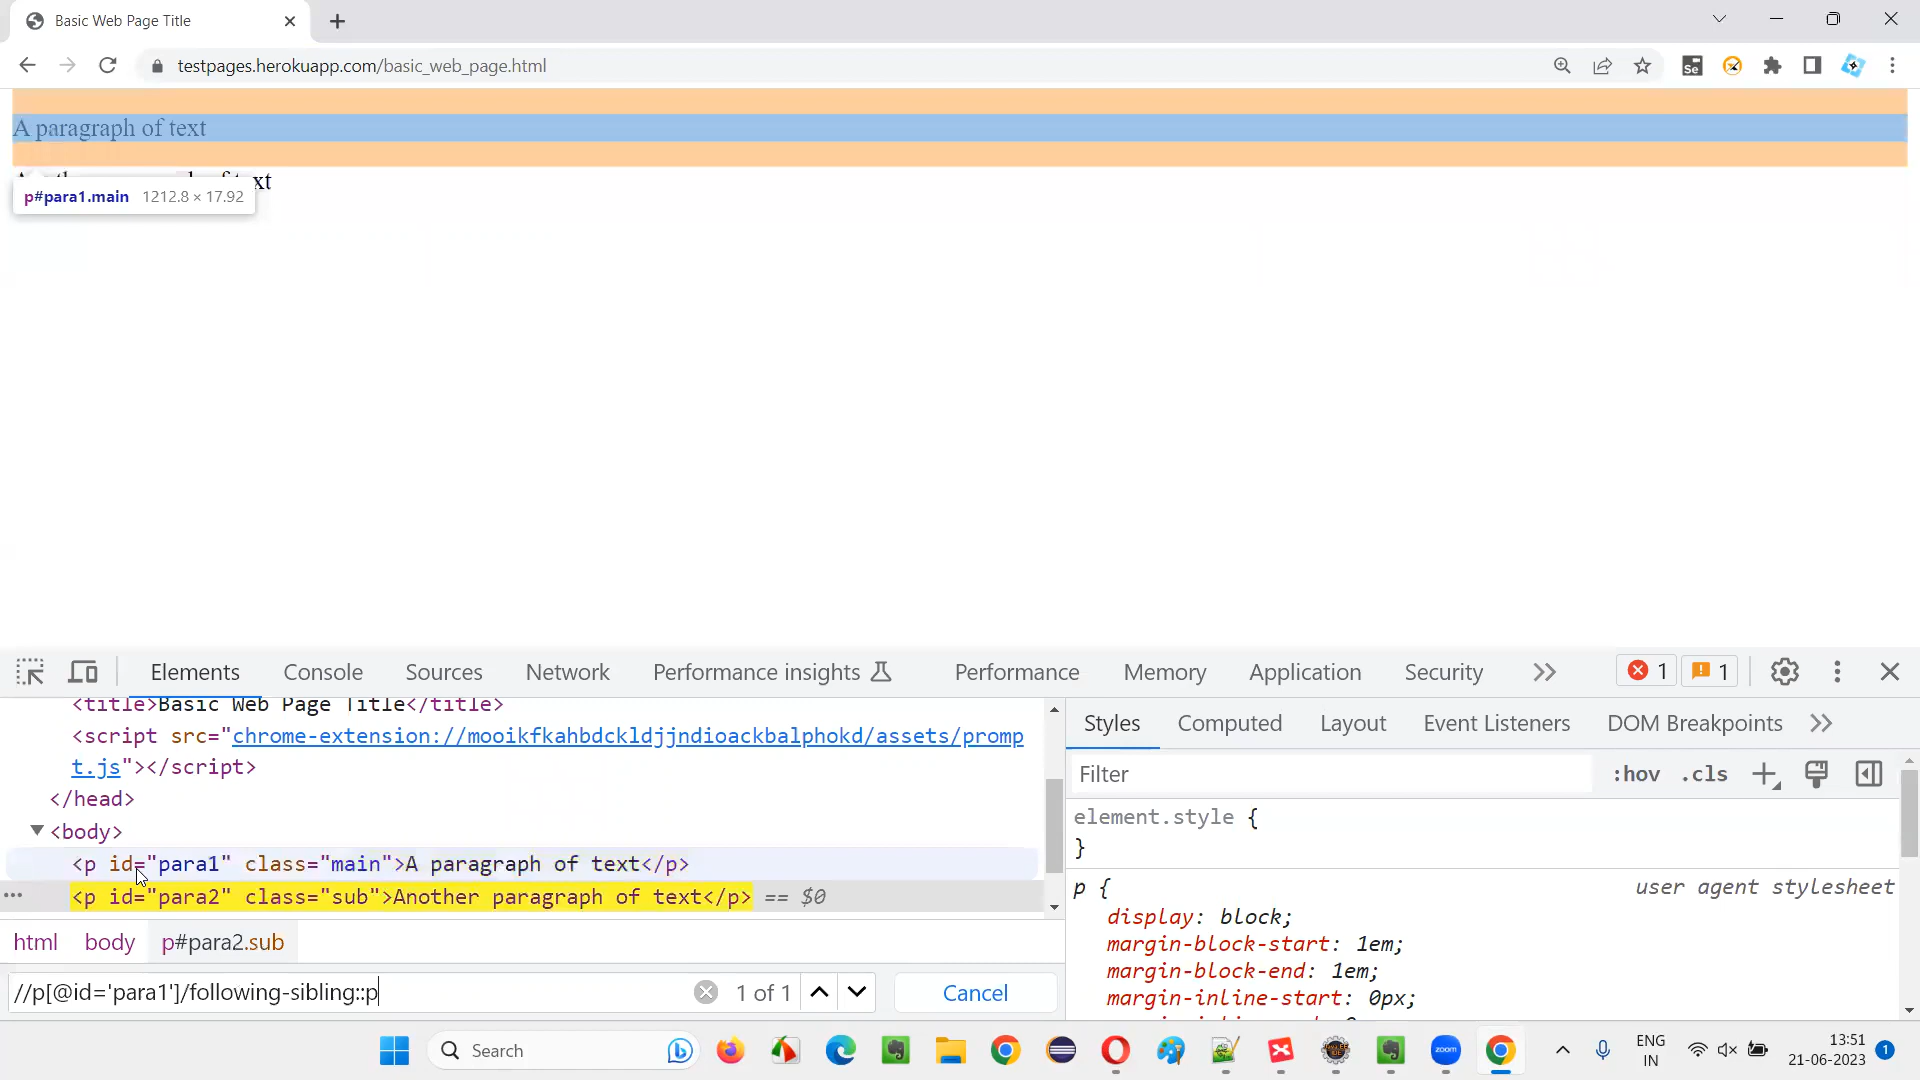 Basic Web Page Title
testpages.herokuapp.com/basic_web_page.html
Se
A paragraph of text
p#para1.main 1212.8 × 17.92
Elements Console Sources Network Performance insights Performance Memory Application Security 1 1
<title>Basic Web Page Title</title>
<script src="chrome-extension://mooikfkahbdckldjjndioackbalphokd/assets/promp
t.js"></script>
</head>
<body>
<p id="para1" class="main">A paragraph of text</p>
<p id="para2" class="sub">Another paragraph of text</p> == $0
html body p#para2.sub
//p[@id='para1']/following-sibling::p 1 of 1 Cancel
Styles Computed Layout Event Listeners DOM Breakpoints
Filter :hov .cls
element.style {
}
p { user agent stylesheet
display: block;
margin-block-start: 1em;
margin-block-end: 1em;
margin-inline-start: 0px;
Search zoom ENG
IN
13:51
21-06-2023 1